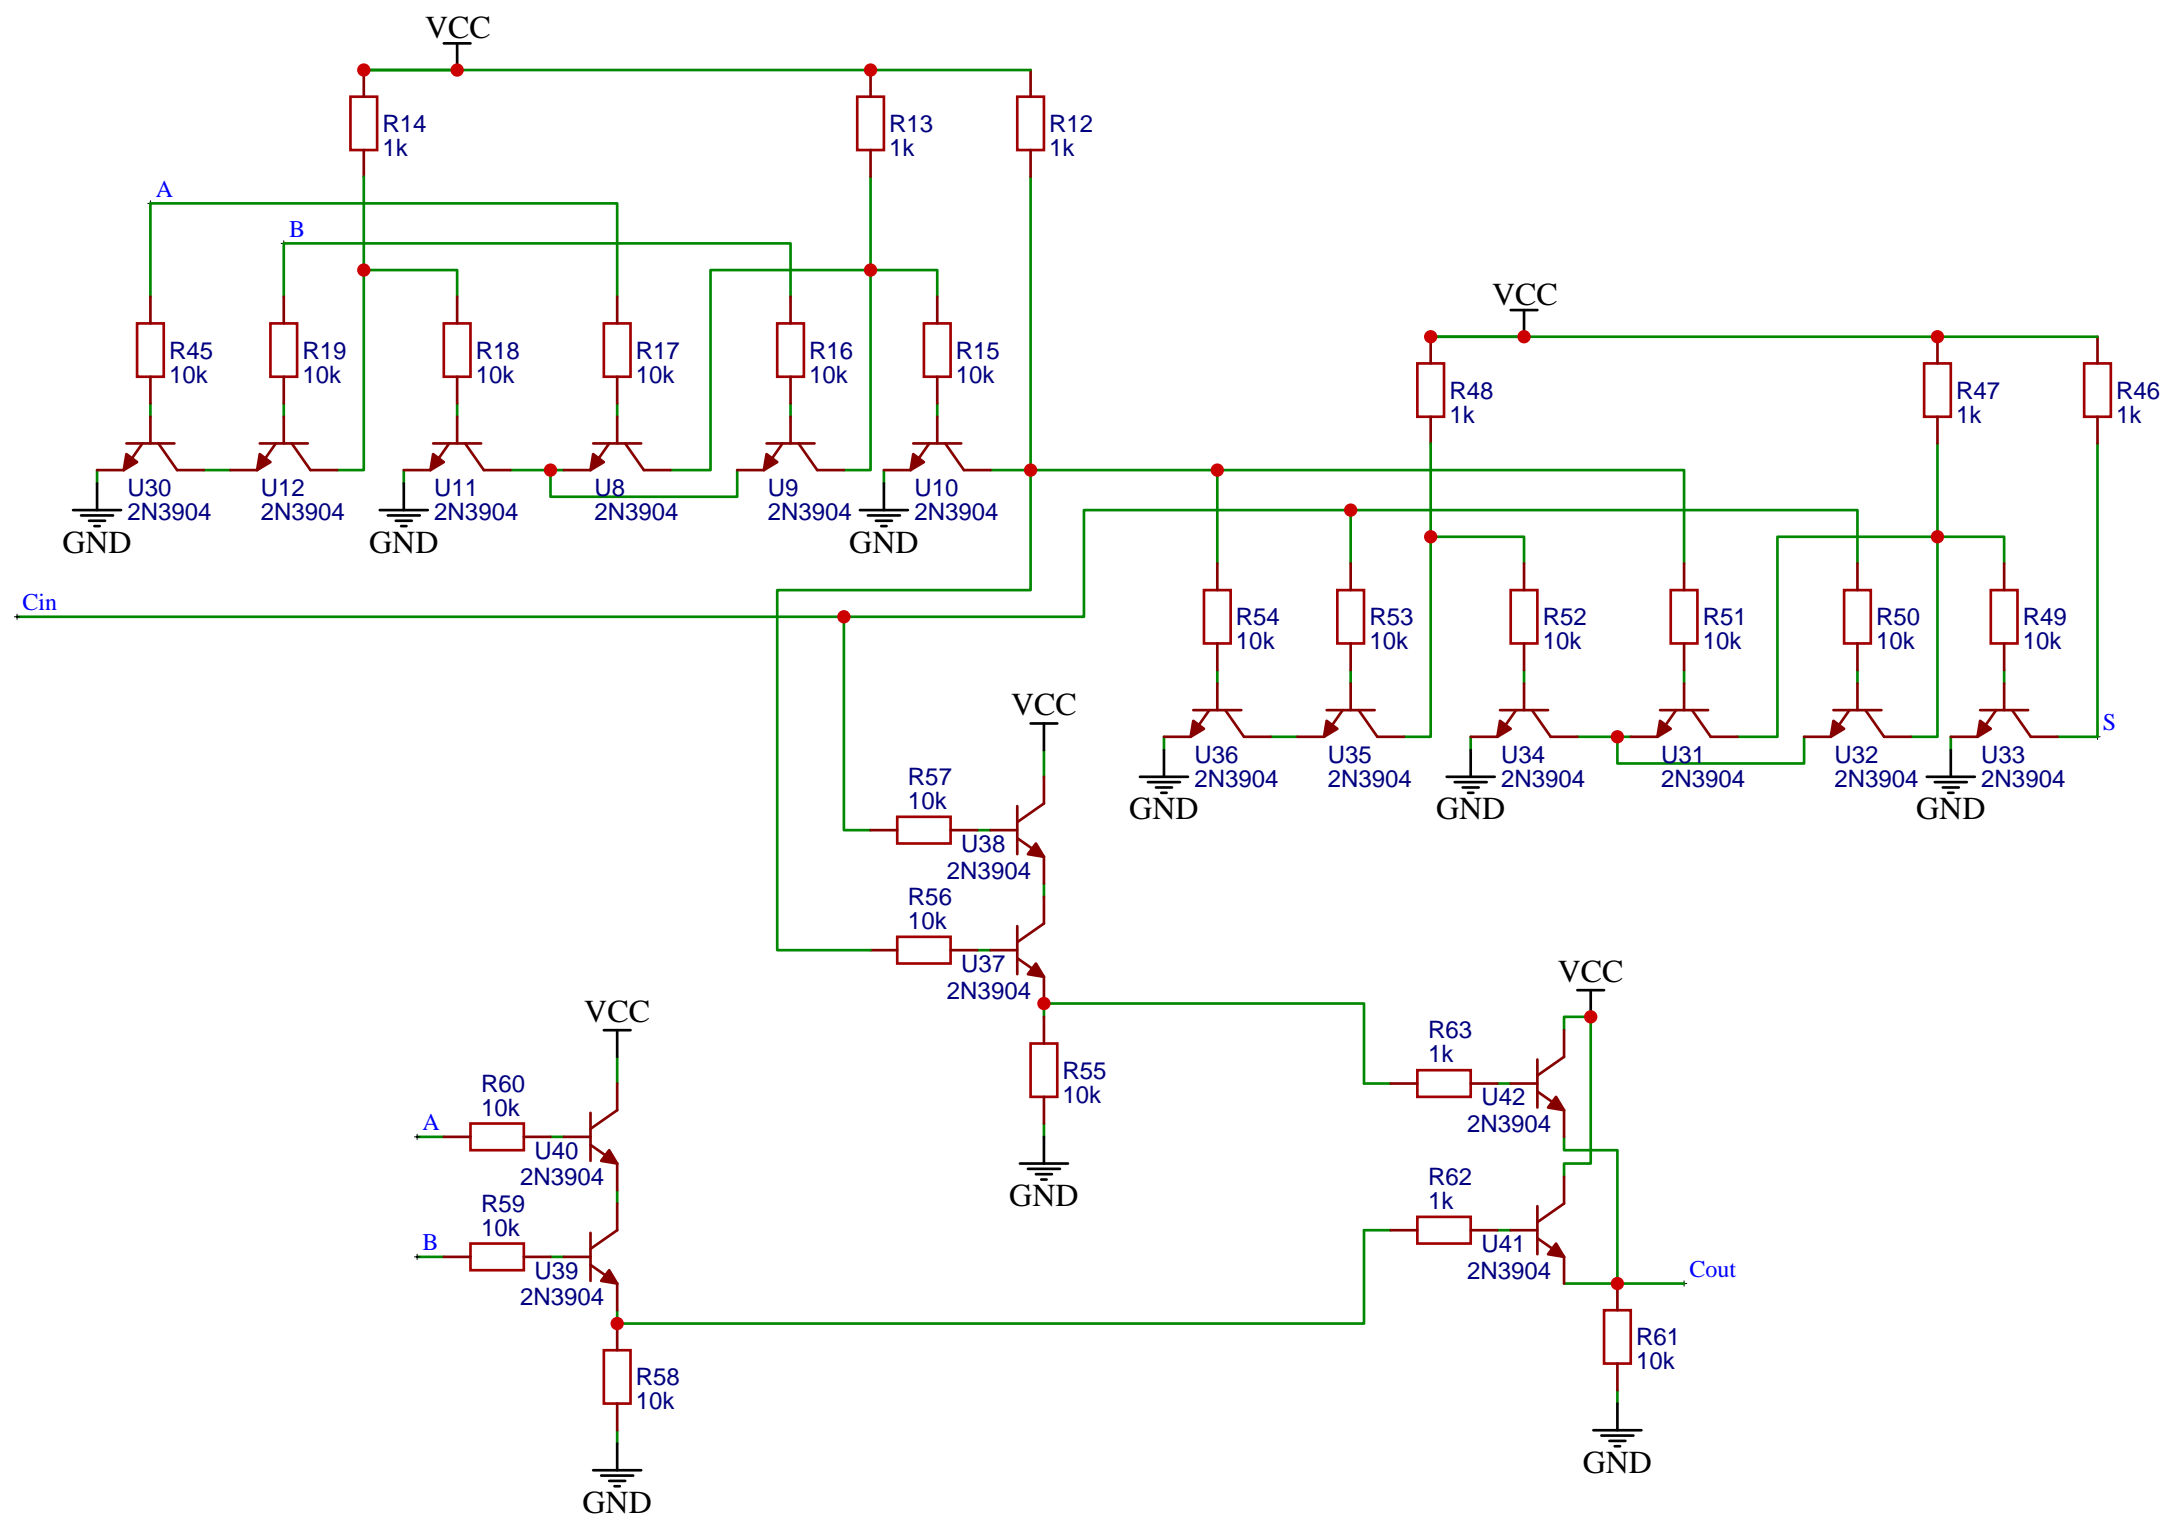 VCC
R14
1k
R13
1k
R12
1k
A
B
R45
10k
R19
10k
R18
10k
R17
10k
R16
10k
R15
10k
U30
2N3904
U12
2N3904
U11
2N3904
U8
2N3904
U9
2N3904
U10
2N3904
GND
GND
GND
VCC
R48
1k
R47
1k
R46
1k
Cin
R54
10k
R53
10k
R52
10k
R51
10k
R50
10k
R49
10k
S
U36
2N3904
U35
2N3904
U34
2N3904
U31
2N3904
U32
2N3904
U33
2N3904
GND
GND
GND
VCC
R57
10k
U38
2N3904
R56
10k
U37
2N3904
R55
10k
GND
VCC
A
R60
10k
U40
2N3904
B
R59
10k
U39
2N3904
R58
10k
GND
VCC
R63
1k
U42
2N3904
R62
1k
U41
2N3904
Cout
R61
10k
GND